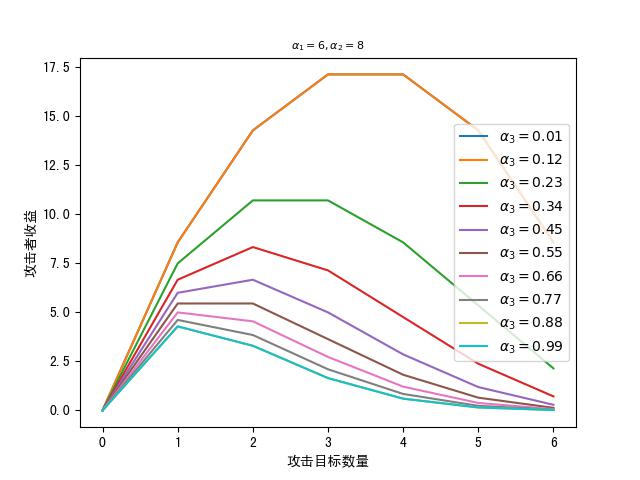 α₁ = 6, α₂ = 8
17.5
15.0
12.5
10.0
7.5
5.0
2.5
0.0
攻击者收益
α₃ = 0.01
α₃ = 0.12
α₃ = 0.23
α₃ = 0.34
α₃ = 0.45
α₃ = 0.55
α₃ = 0.66
α₃ = 0.77
α₃ = 0.88
α₃ = 0.99
0 1 2 3 4 5 6
攻击目标数量